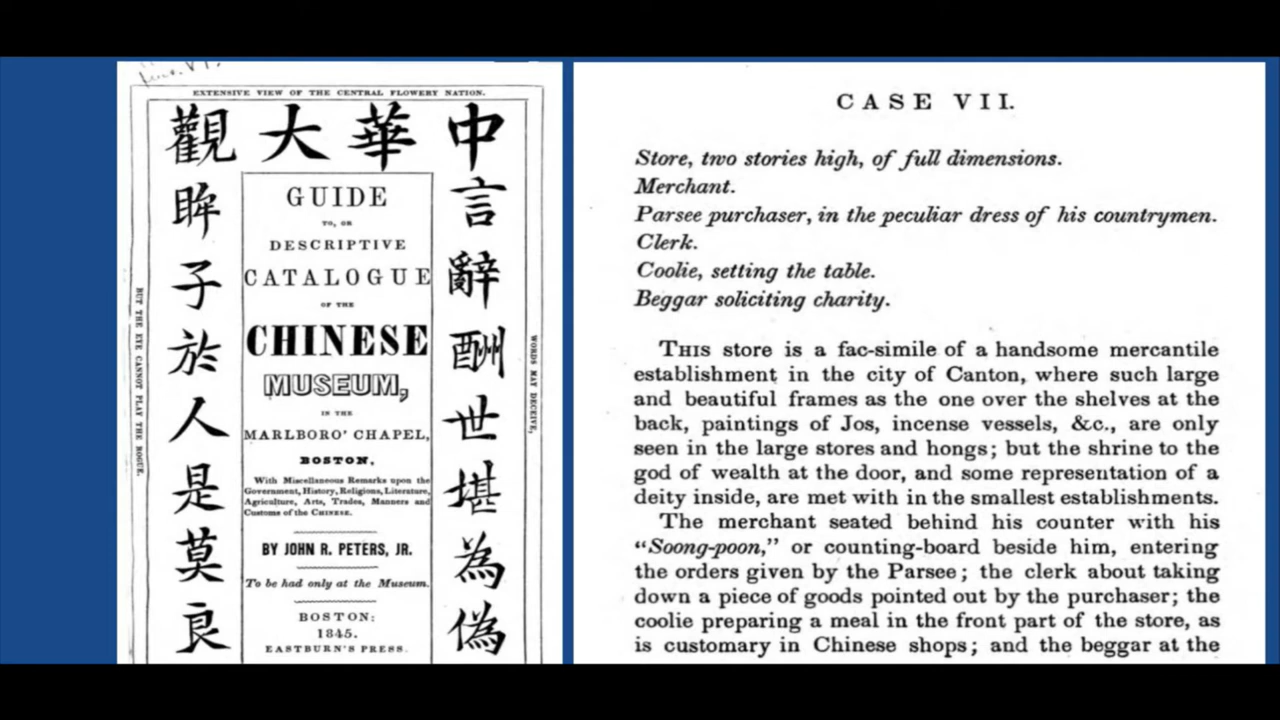 EXTENSIVE VIEW OF THE CENTRAL FLOWERY NATION.
中華大觀
言辭酬世堪為偽
眸子於人是莫良
WORDS MAY DECEIVE,
BUT THE EYE CANNOT PLAY THE ROGUE.
GUIDE
TO, OR
DESCRIPTIVE
CATALOGUE
OF THE
CHINESE
MUSEUM,
IN THE
MARLBORO' CHAPEL,
BOSTON,
With Miscellaneous Remarks upon the
Government, History, Religions, Literature,
Agriculture, Arts, Trades, Manners and
Customs of the CHINESE.
BY JOHN R. PETERS, JR.
To be had only at the Museum.
BOSTON:
1845.
EASTBURN'S PRESS.
CASE VII.
Store, two stories high, of full dimensions.
Merchant.
Parsee purchaser, in the peculiar dress of his countrymen.
Clerk.
Coolie, setting the table.
Beggar soliciting charity.
THIS store is a fac-simile of a handsome mercantile
establishment in the city of Canton, where such large
and beautiful frames as the one over the shelves at the
back, paintings of Jos, incense vessels, &c., are only
seen in the large stores and hongs; but the shrine to the
god of wealth at the door, and some representation of a
deity inside, are met with in the smallest establishments.
The merchant seated behind his counter with his
"Soong-poon," or counting-board beside him, entering
the orders given by the Parsee; the clerk about taking
down a piece of goods pointed out by the purchaser; the
coolie preparing a meal in the front part of the store, as
is customary in Chinese shops; and the beggar at the